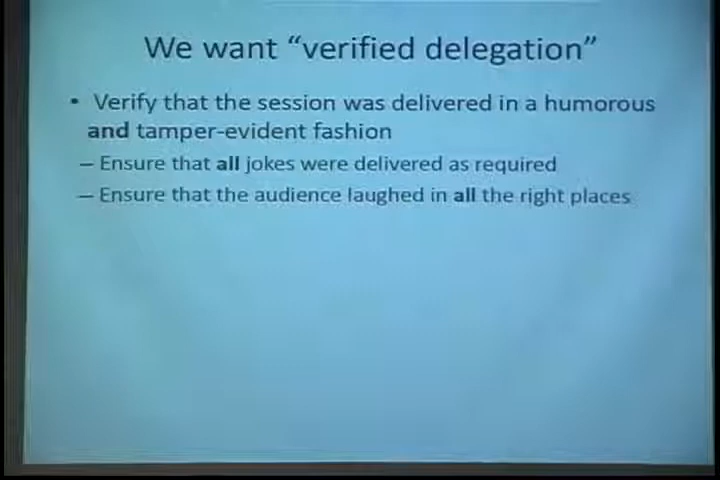 We want “verified delegation”
• Verify that the session was delivered in a humorous
and tamper-evident fashion
– Ensure that all jokes were delivered as required
– Ensure that the audience laughed in all the right places